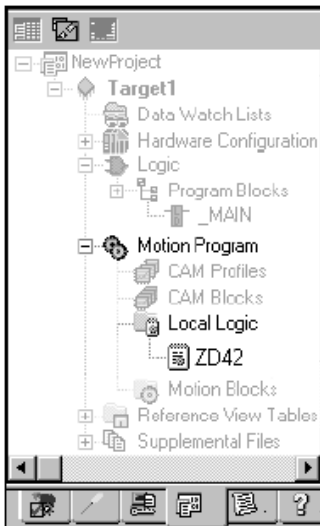 NewProject
Target1
Data Watch Lists
Hardware Configuration
Logic
Program Blocks
_MAIN
Motion Program
CAM Profiles
CAM Blocks
Local Logic
ZD42
Motion Blocks
Reference View Tables
Supplemental Files